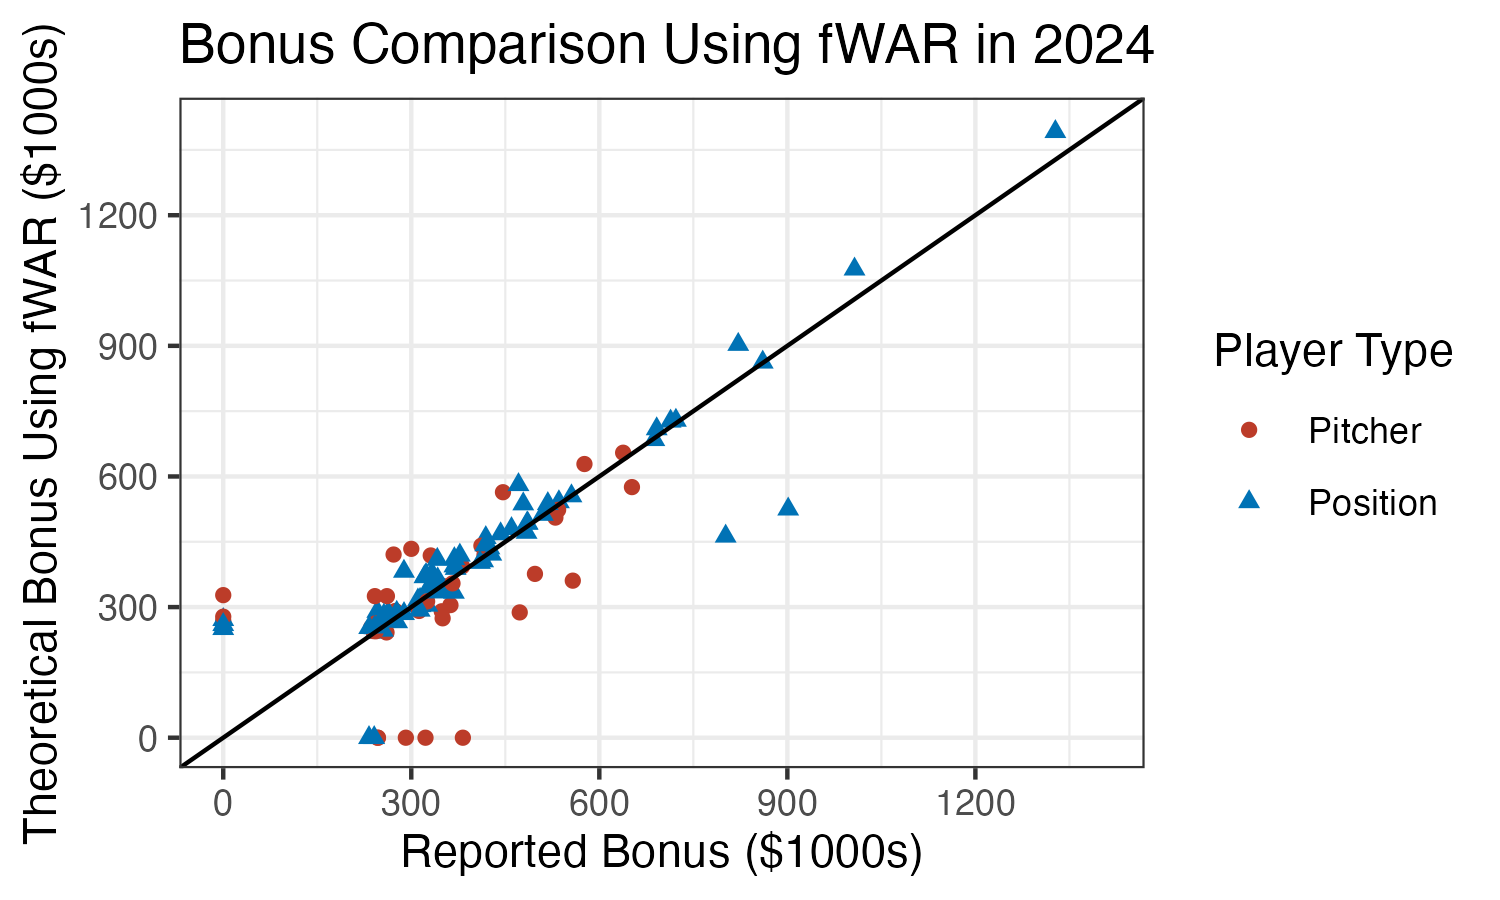 Bonus Comparison Using fWAR in 2024
Theoretical Bonus Using fWAR ($1000s)
1200
900
600
300
0
0 300 600 900 1200
Reported Bonus ($1000s)
Player Type
Pitcher
Position